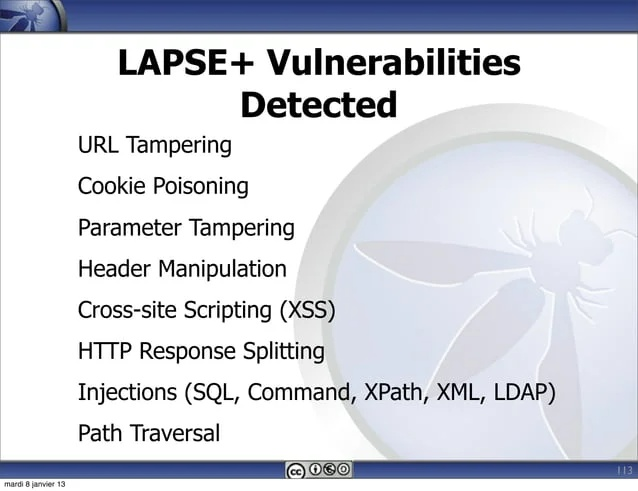 LAPSE+ Vulnerabilities
Detected
URL Tampering
Cookie Poisoning
Parameter Tampering
Header Manipulation
Cross-site Scripting (XSS)
HTTP Response Splitting
Injections (SQL, Command, XPath, XML, LDAP)
Path Traversal
cc
113
mardi 8 janvier 13